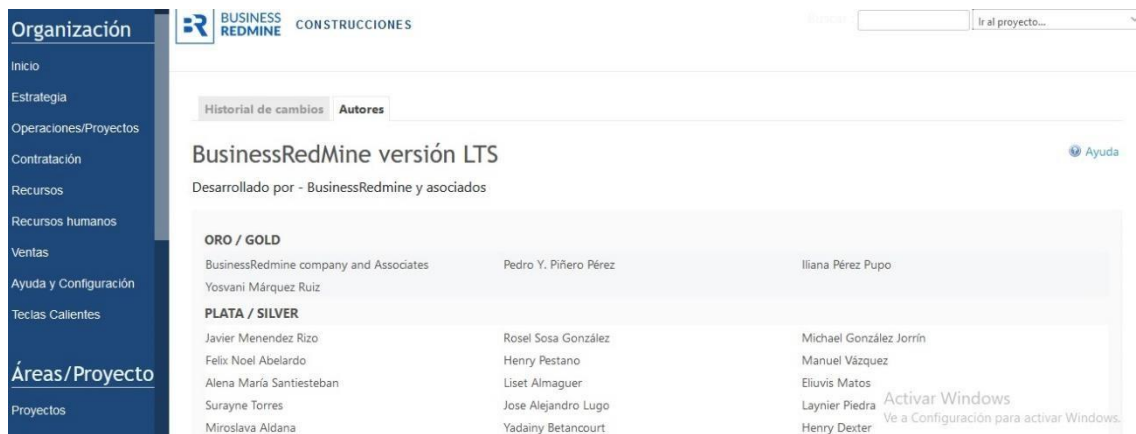 Organización
Inicio
Estrategia
Operaciones/Proyectos
Contratación
Recursos
Recursos humanos
Ventas
Ayuda y Configuración
Teclas Calientes
Áreas/Proyecto
Proyectos
BUSINESS
REDMINE
CONSTRUCCIONES
Ir al proyecto...
Historial de cambios Autores
BusinessRedMine versión LTS
Ayuda
Desarrollado por - BusinessRedmine y asociados
ORO / GOLD
BusinessRedmine company and Associates Pedro Y. Piñero Pérez Iliana Pérez Pupo
Yosvani Márquez Ruiz
PLATA / SILVER
Javier Menendez Rizo Rosel Sosa González Michael González Jorrín
Felix Noel Abelardo Henry Pestano Manuel Vázquez
Alena María Santiesteban Liset Almaguer Eliuvis Matos
Surayne Torres Jose Alejandro Lugo Laynier Piedra
Miroslava Aldana Yadainy Betancourt Henry Dexter
Activar Windows
Ve a Configuración para activar Windows.